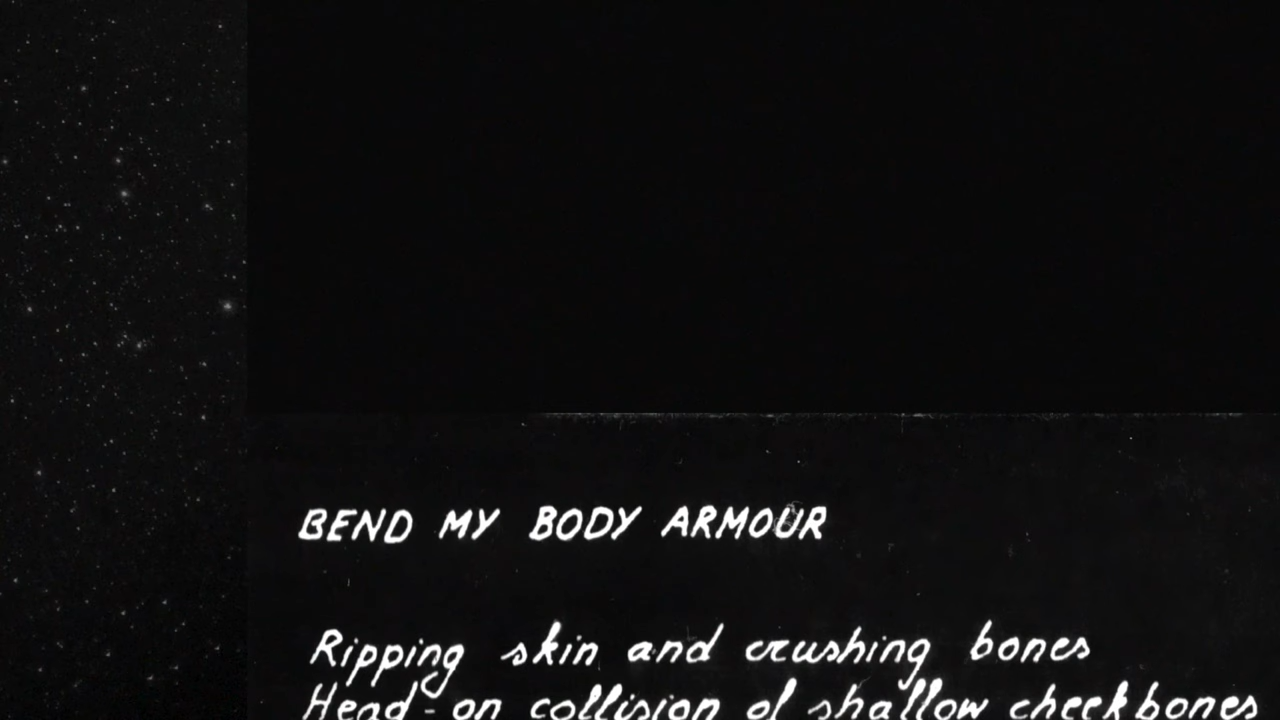 BEND MY BODY ARMOUR
Ripping skin and crushing bones
Head-on collision of shallow cheekbones